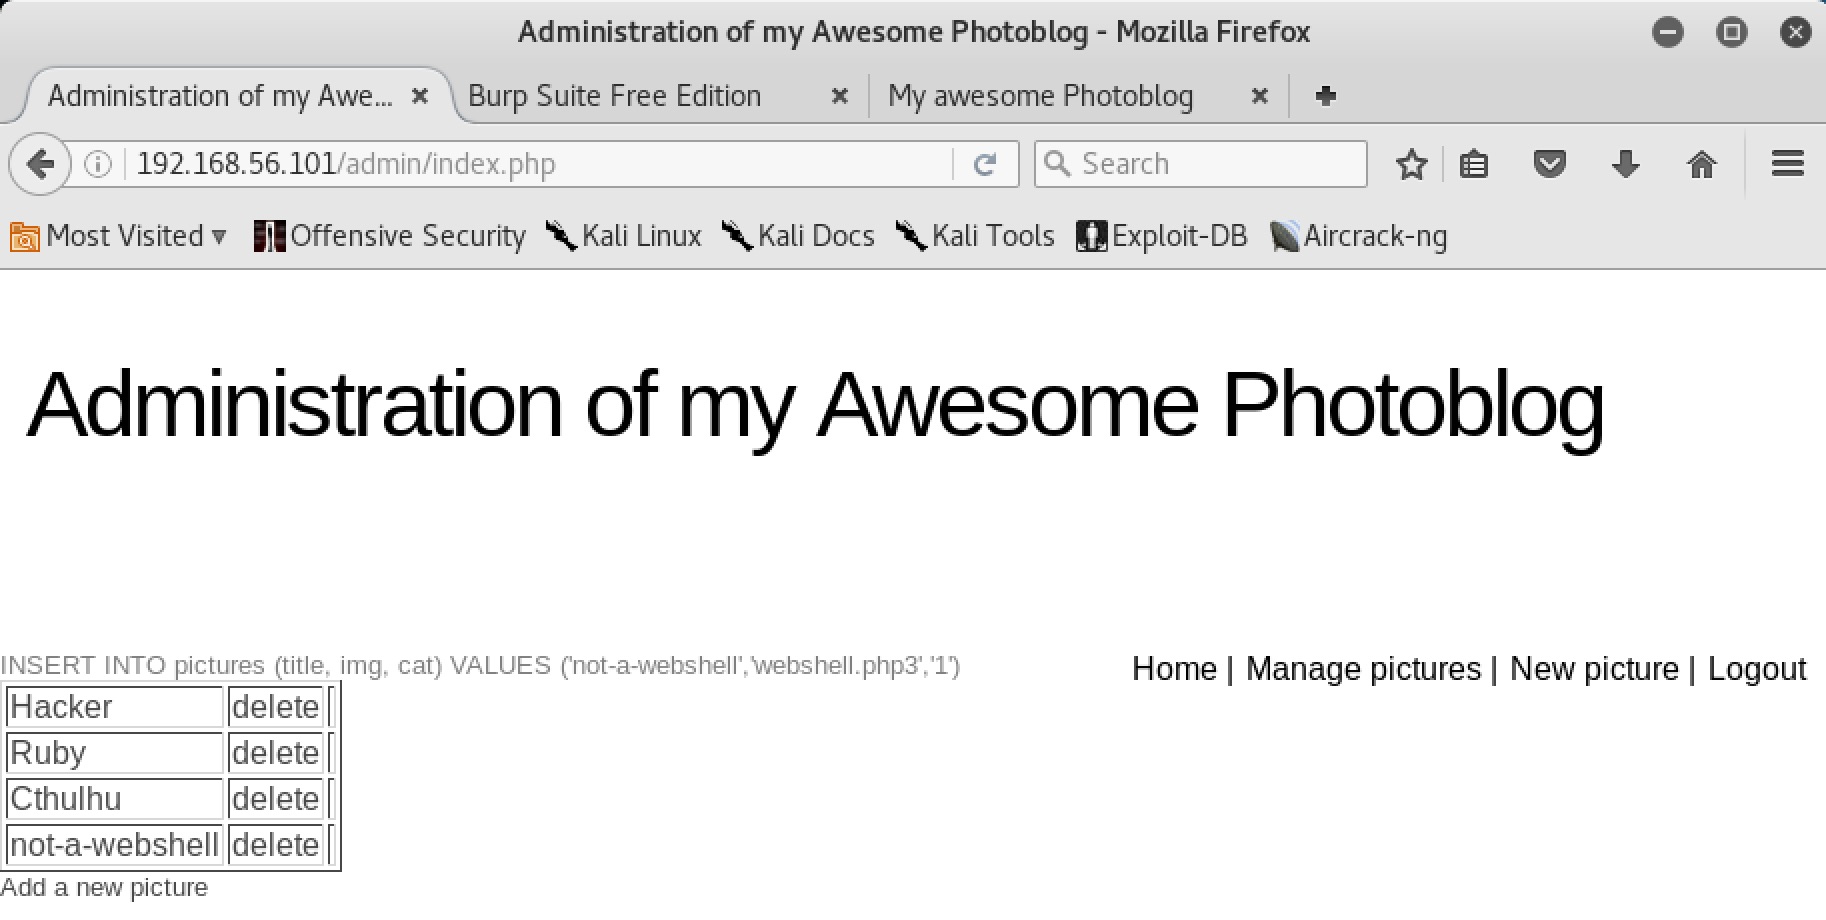 Administration of my Awesome Photoblog - Mozilla Firefox
Administration of my Awe... Burp Suite Free Edition My awesome Photoblog
192.168.56.101/admin/index.php Search
Most Visited Offensive Security Kali Linux Kali Docs Kali Tools Exploit-DB Aircrack-ng
Administration of my Awesome Photoblog
INSERT INTO pictures (title, img, cat) VALUES ('not-a-webshell','webshell.php3','1')
Home | Manage pictures | New picture | Logout
Hacker delete
Ruby delete
Cthulhu delete
not-a-webshell delete
Add a new picture